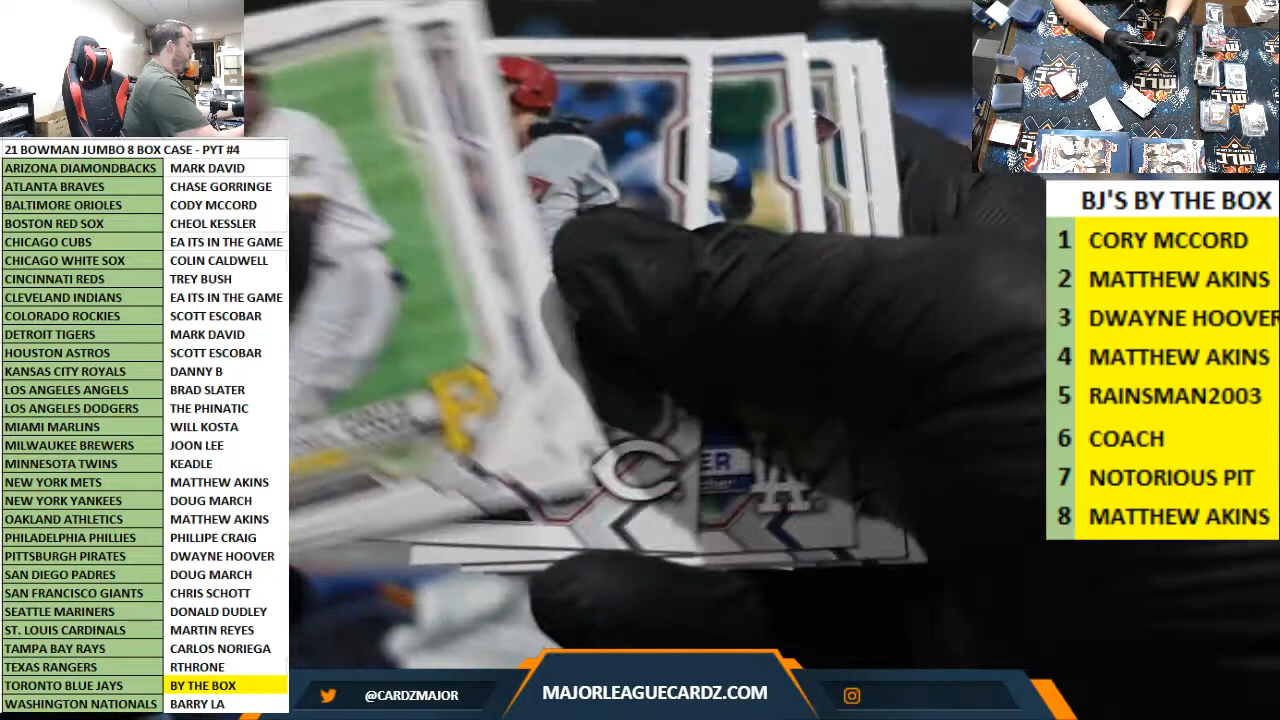 21 BOWMAN JUMBO 8 BOX CASE - PYT #4
ARIZONA DIAMONDBACKS MARK DAVID
ATLANTA BRAVES CHASE GORRINGE
BALTIMORE ORIOLES CODY MCCORD
BOSTON RED SOX CHEOL KESSLER
CHICAGO CUBS EA ITS IN THE GAME
CHICAGO WHITE SOX COLIN CALDWELL
CINCINNATI REDS TREY BUSH
CLEVELAND INDIANS EA ITS IN THE GAME
COLORADO ROCKIES SCOTT ESCOBAR
DETROIT TIGERS MARK DAVID
HOUSTON ASTROS SCOTT ESCOBAR
KANSAS CITY ROYALS DANNY B
LOS ANGELES ANGELS BRAD SLATER
LOS ANGELES DODGERS THE PHINATIC
MIAMI MARLINS WILL KOSTA
MILWAUKEE BREWERS JOON LEE
MINNESOTA TWINS KEADLE
NEW YORK METS MATTHEW AKINS
NEW YORK YANKEES DOUG MARCH
OAKLAND ATHLETICS MATTHEW AKINS
PHILADELPHIA PHILLIES PHILLIPE CRAIG
PITTSBURGH PIRATES DWAYNE HOOVER
SAN DIEGO PADRES DOUG MARCH
SAN FRANCISCO GIANTS CHRIS SCHOTT
SEATTLE MARINERS DONALD DUDLEY
ST. LOUIS CARDINALS MARTIN REYES
TAMPA BAY RAYS CARLOS NORIEGA
TEXAS RANGERS RTHRONE
TORONTO BLUE JAYS BY THE BOX
WASHINGTON NATIONALS BARRY LA
P
C
ER
LA
BJ'S BY THE BOX
1 CORY MCCORD
2 MATTHEW AKINS
3 DWAYNE HOOVER
4 MATTHEW AKINS
5 RAINSMAN2003
6 COACH
7 NOTORIOUS PIT
8 MATTHEW AKINS
@CARDZMAJOR
MAJORLEAGUECARDZ.COM